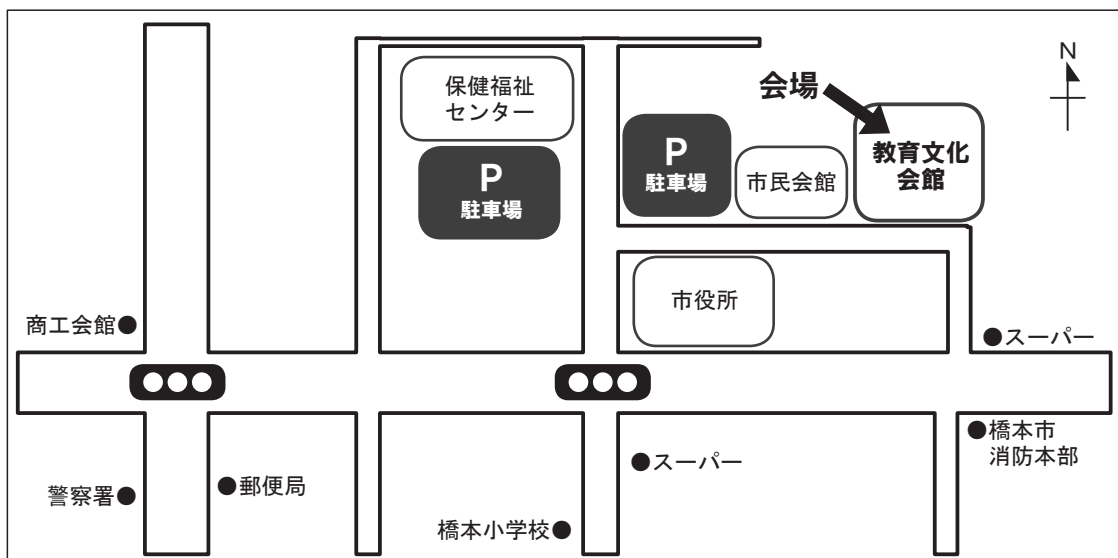 N
保健福祉
センター
会場
P
駐車場
P
駐車場
市民会館
教育文化
会館
市役所
商工会館●
●スーパー
●橋本市
消防本部
●スーパー
警察署●
●郵便局
橋本小学校●